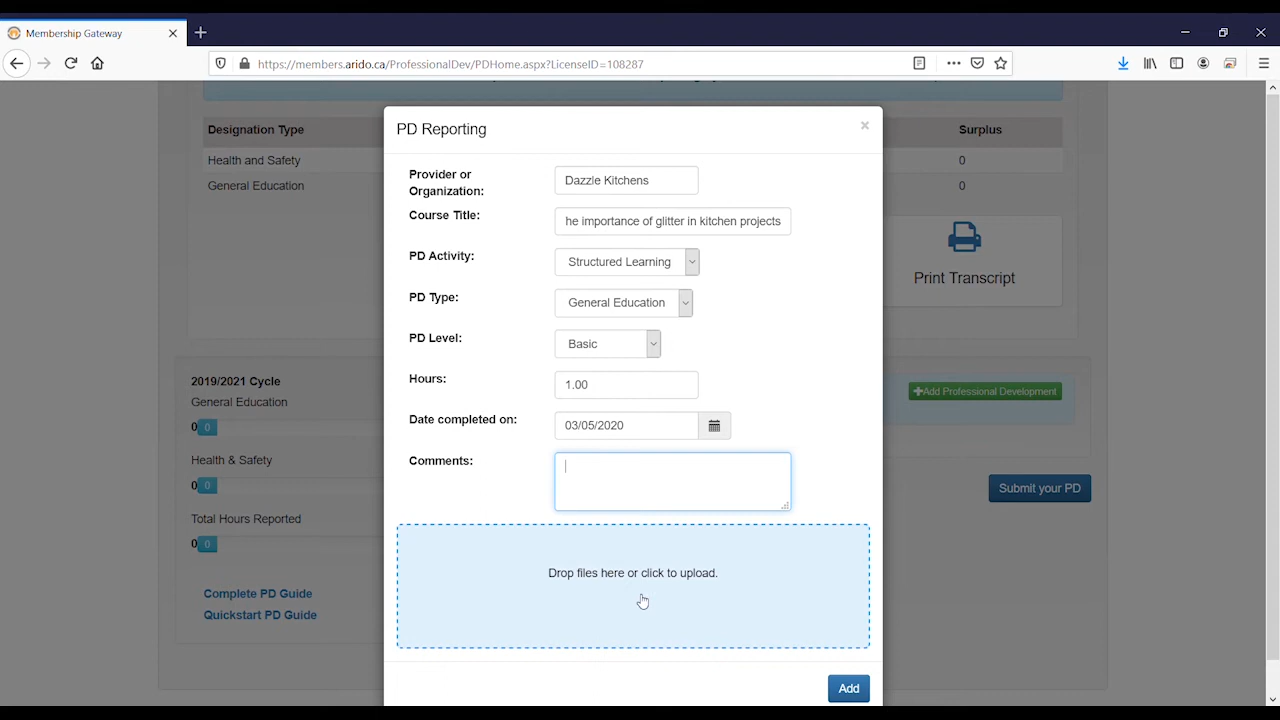 Membership Gateway
https://members.arido.ca/ProfessionalDev/PDHome.aspx?LicenseID=108287
Designation Type
Surplus
Health and Safety
0
General Education
0
Print Transcript
PD Reporting
×
Provider or
Organization:
Dazzle Kitchens
Course Title:
he importance of glitter in kitchen projects
PD Activity:
Structured Learning
PD Type:
General Education
PD Level:
Basic
Hours:
1.00
Date completed on:
03/05/2020
Comments:
Drop files here or click to upload.
Add
2019/2021 Cycle
General Education
0 0
Health & Safety
0 0
Total Hours Reported
0 0
Complete PD Guide
Quickstart PD Guide
+Add Professional Development
Submit your PD